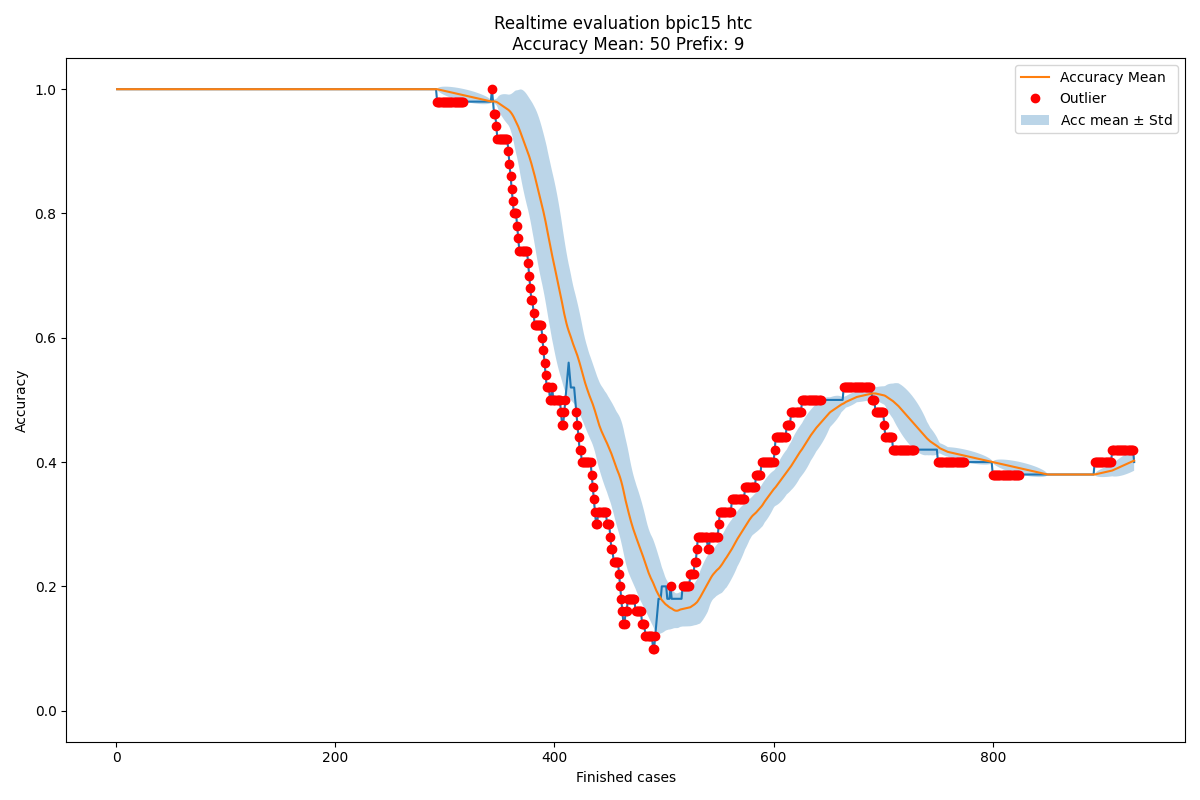 Realtime evaluation bpic15 htc
Accuracy Mean: 50 Prefix: 9
Accuracy Mean
Outlier
Acc mean ± Std
1.0
0.8
0.6
0.4
0.2
0.0
Accuracy
0
200
400
600
800
Finished cases